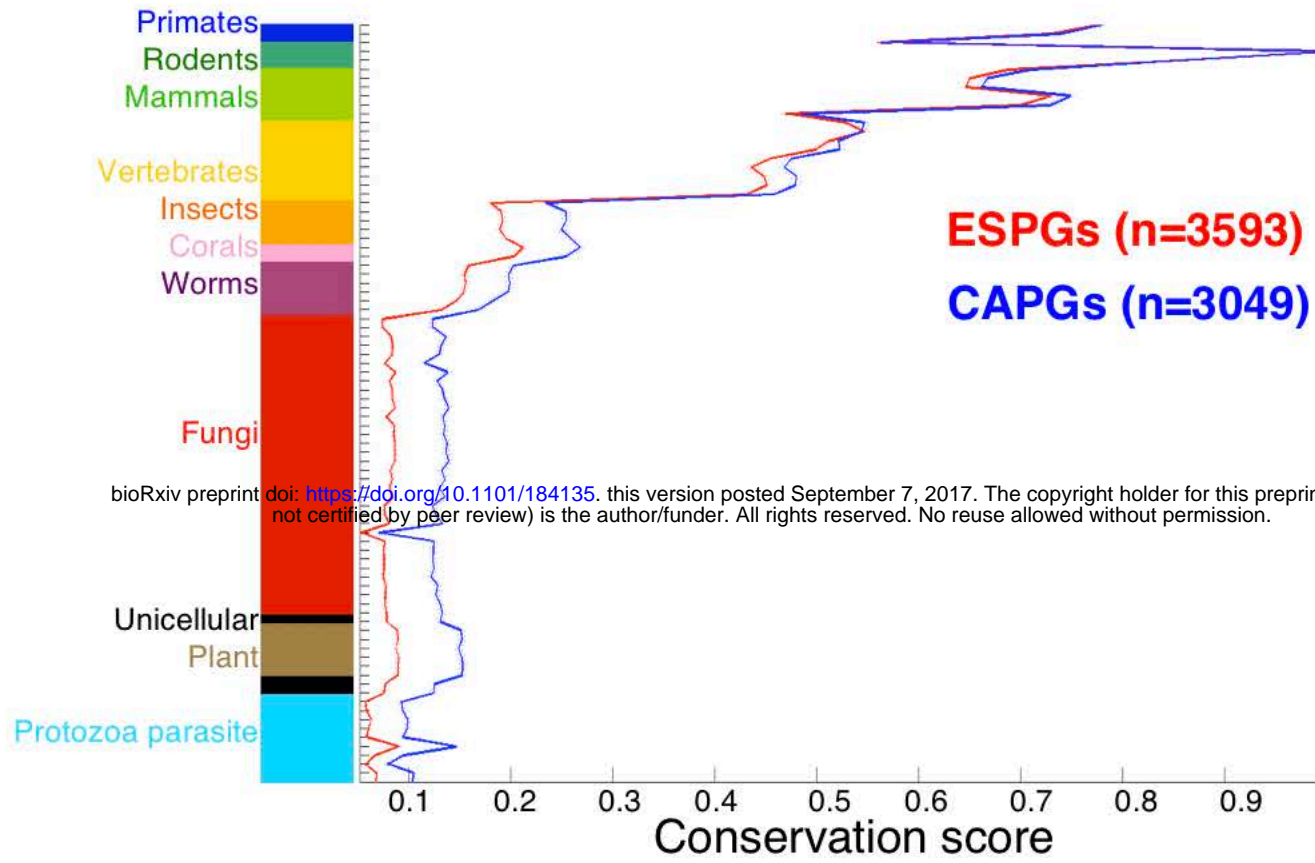 Primates
Rodents
Mammals
Vertebrates
Insects
Corals
Worms
Fungi
Unicellular
Plant
Protozoa parasite
ESPGs (n=3593)
CAPGs (n=3049)
bioRxiv preprint doi: https://doi.org/10.1101/184135. this version posted September 7, 2017. The copyright holder for this preprin
not certified by peer review) is the author/funder. All rights reserved. No reuse allowed without permission.
0.1 0.2 0.3 0.4 0.5 0.6 0.7 0.8 0.9
Conservation score